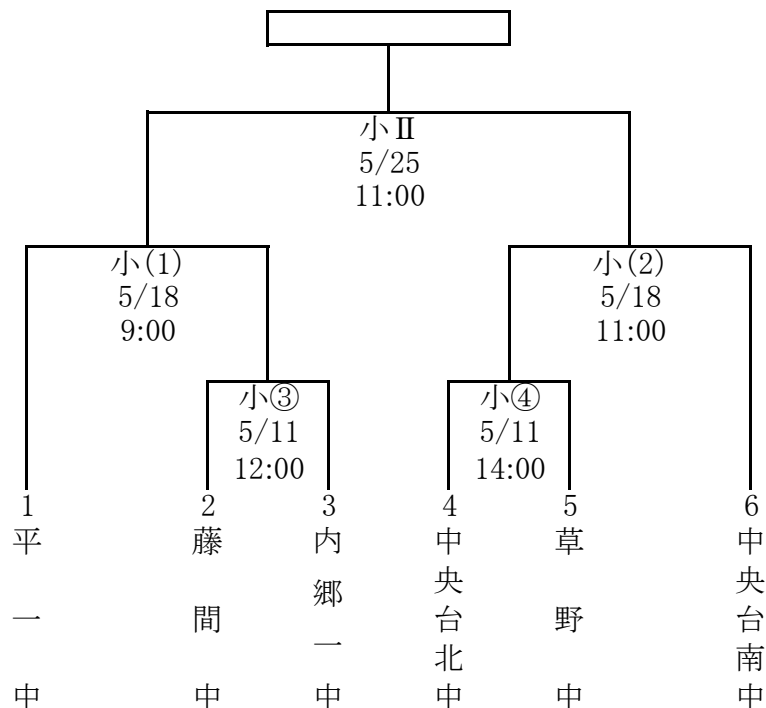 小Ⅱ
5/25
11:00
小(1)
5/18
9:00
小(2)
5/18
11:00
小③
5/11
12:00
小④
5/11
14:00
1
平一中
2
藤間中
3
内郷一中
4
中央台北中
5
草野中
6
中央台南中